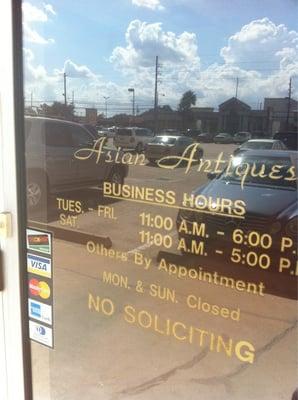 Asian Antiques
BUSINESS HOURS
TUES. - FRI. 11:00 A.M. - 6:00 P.
SAT. 11:00 A.M. - 5:00 P.
Others By Appointment
MON. & SUN. Closed
NO SOLICITING
VISA
MasterCard